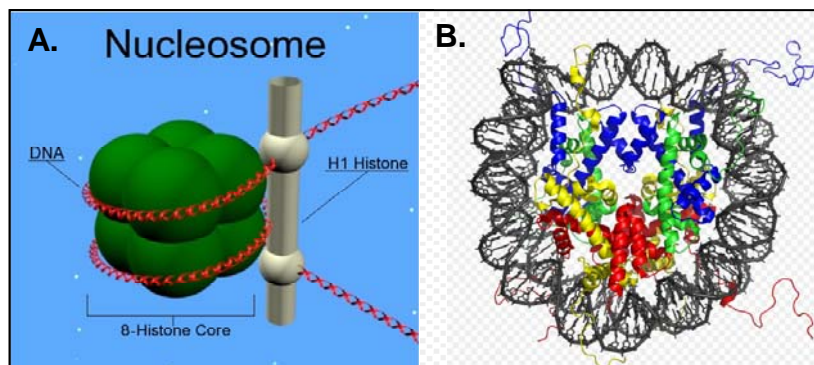 A.
Nucleosome
B.
DNA
H1 Histone
8-Histone Core